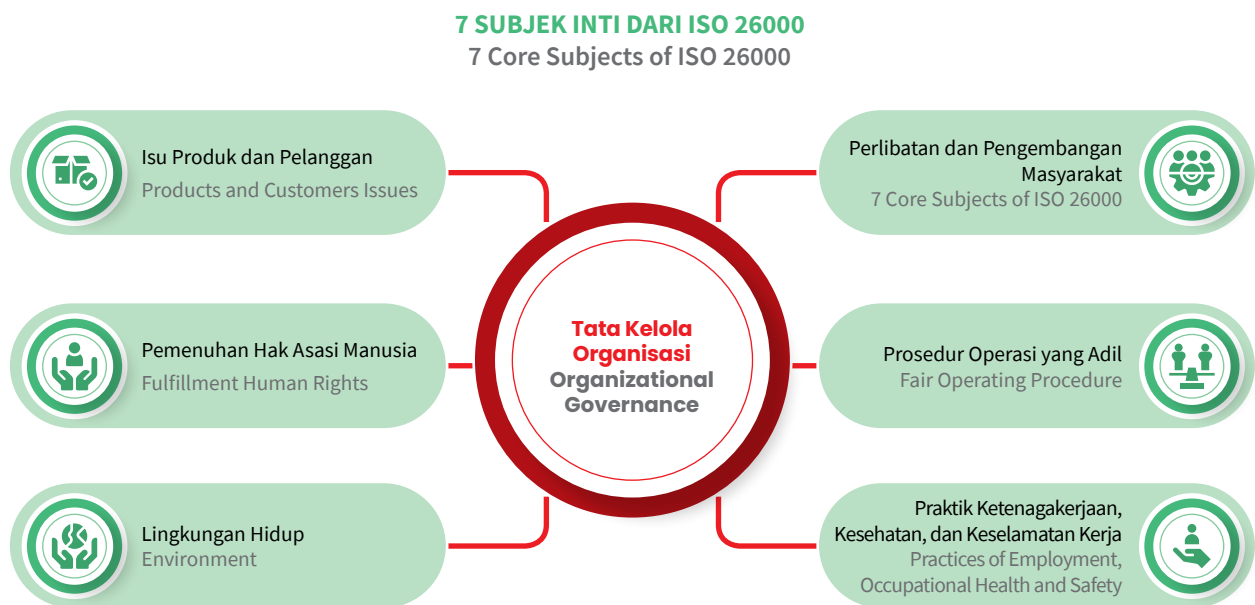 7 SUBJEK INTI DARI ISO 26000
7 Core Subjects of ISO 26000
Isu Produk dan Pelanggan
Products and Customers Issues
Pemenuhan Hak Asasi Manusia
Fulfillment Human Rights
Lingkungan Hidup
Environment
Tata Kelola
Organisasi
Organizational
Governance
Perlibatan dan Pengembangan
Masyarakat
7 Core Subjects of ISO 26000
Prosedur Operasi yang Adil
Fair Operating Procedure
Praktik Ketenagakerjaan,
Kesehatan, dan Keselamatan Kerja
Practices of Employment,
Occupational Health and Safety